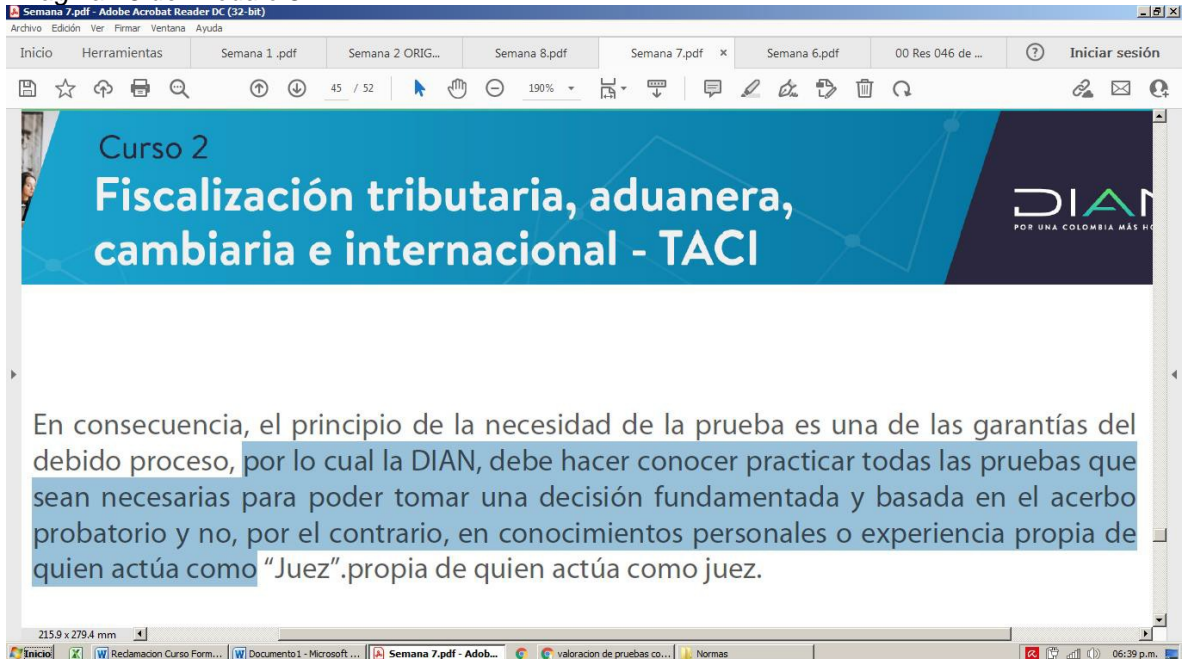 Semana 7.pdf - Adobe Acrobat Reader DC (32-bit)
Archivo Edición Ver Firmar Ventana Ayuda
Inicio Herramientas Semana 1 .pdf Semana 2 ORIG... Semana 8.pdf Semana 7.pdf × Semana 6.pdf 00 Res 046 de ... Iniciar sesión
45 / 52 190%
Curso 2
Fiscalización tributaria, aduanera,
cambiaria e internacional - TACI
DIAN
POR UNA COLOMBIA MÁS HO
En consecuencia, el principio de la necesidad de la prueba es una de las garantías del
debido proceso, por lo cual la DIAN, debe hacer conocer practicar todas las pruebas que
sean necesarias para poder tomar una decisión fundamentada y basada en el acerbo
probatorio y no, por el contrario, en conocimientos personales o experiencia propia de
quien actúa como “Juez”.propia de quien actúa como juez.
215.9 x 279.4 mm
Inicio Reclamacion Curso Form... Documento1 - Microsoft ... Semana 7.pdf - Adob... valoracion de pruebas co... Normas 06:39 p.m.